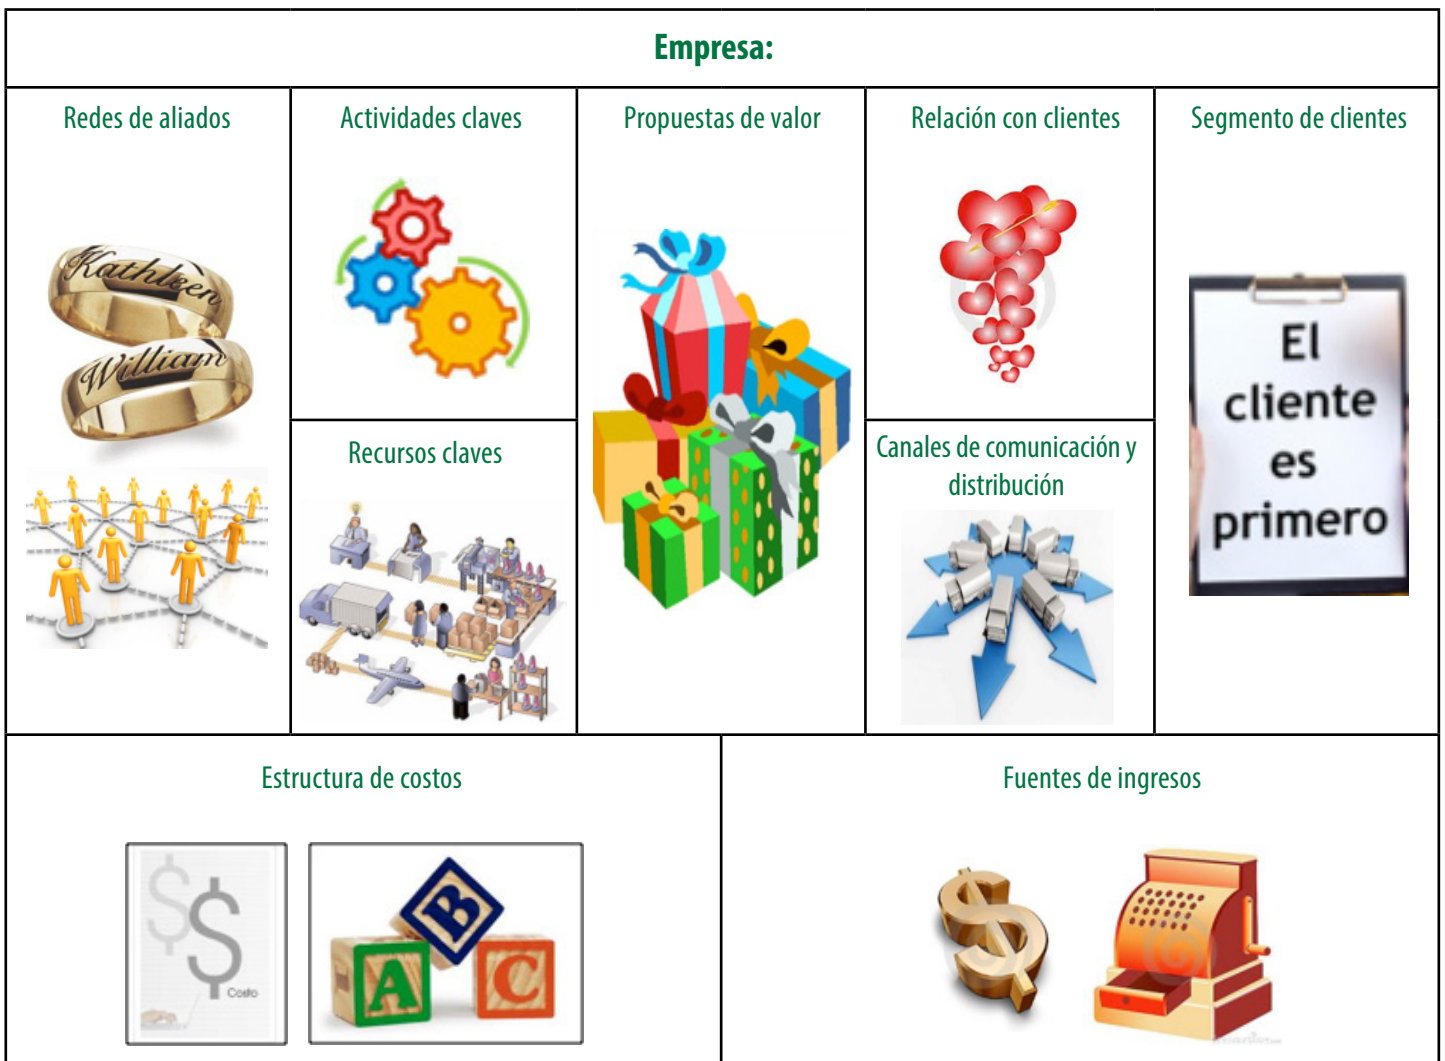 Empresa:
Redes de aliados
Kathleen
William
Actividades claves
Recursos claves
Propuestas de valor
Relación con clientes
Canales de comunicación y
distribución
Segmento de clientes
El
cliente
es
primero
Estructura de costos
$
$
Costo
A
B
C
Fuentes de ingresos
$